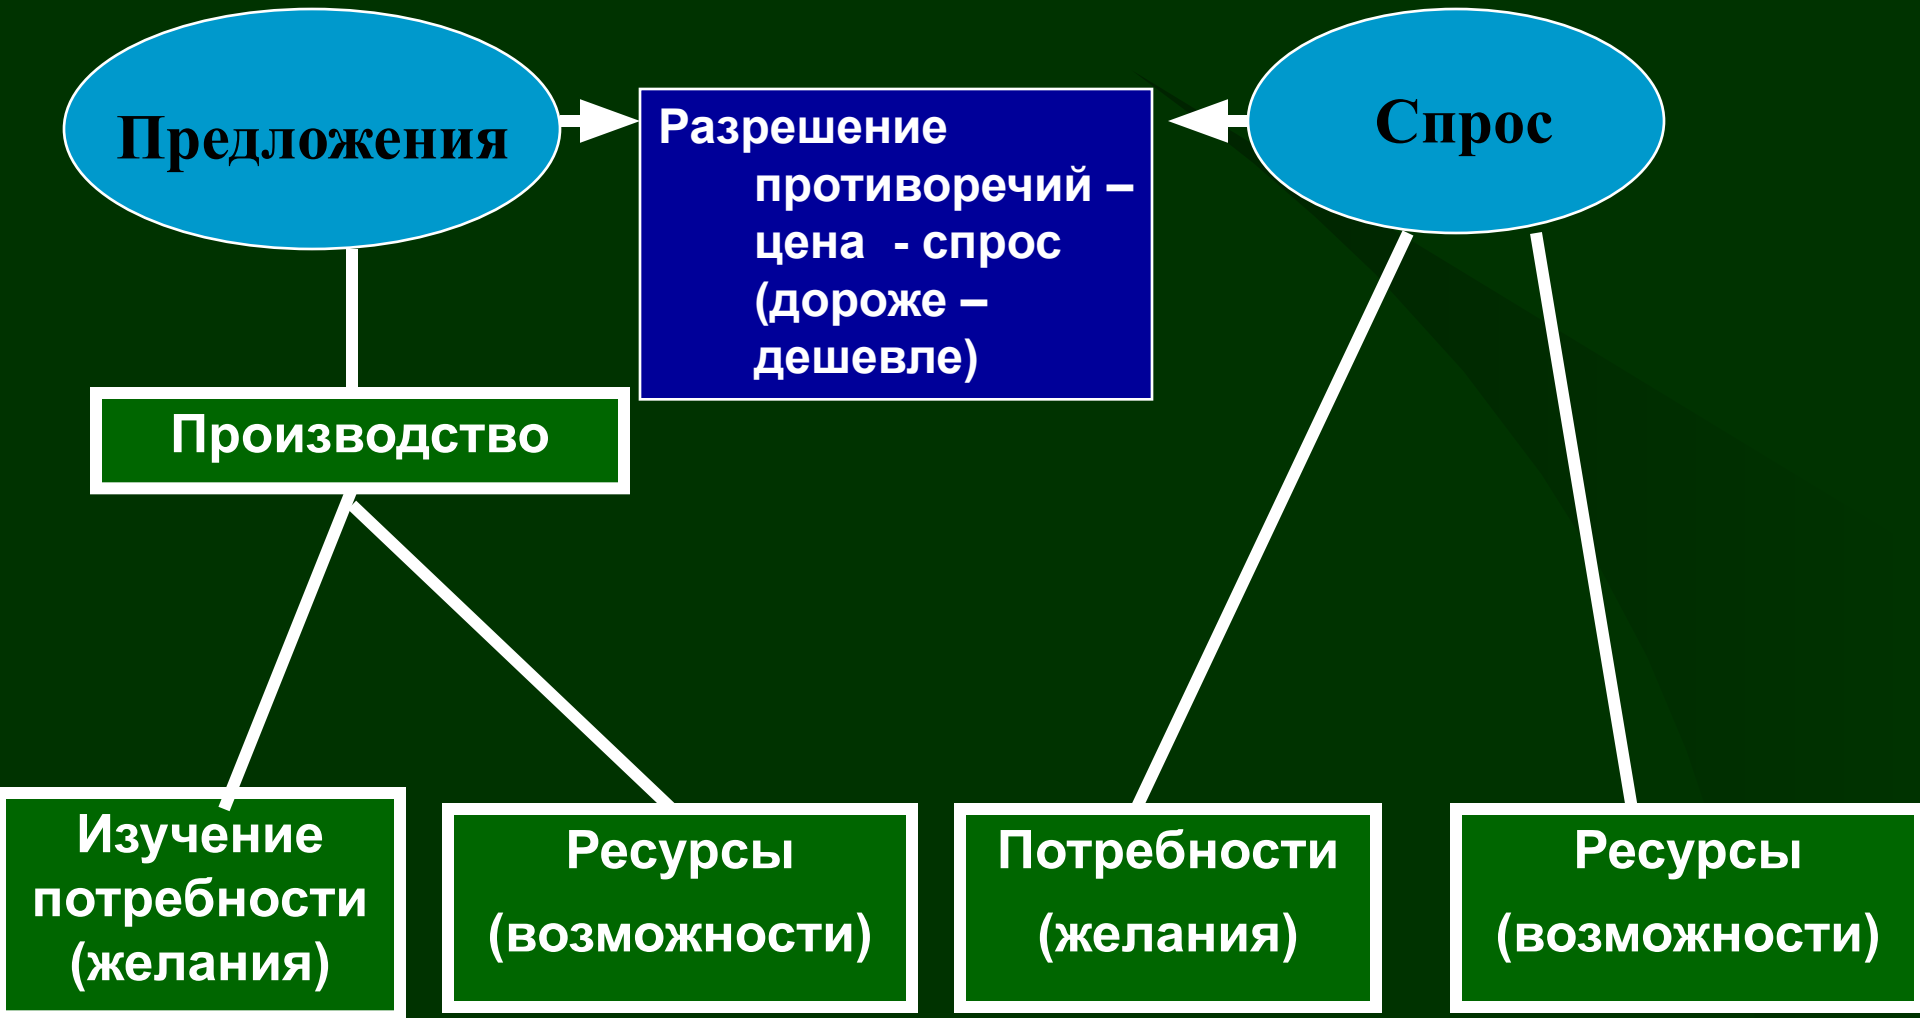 Предложения
Разрешение
противоречий –
цена - спрос
(дороже –
дешевле)
Спрос
Производство
Изучение
потребности
(желания)
Ресурсы
(возможности)
Потребности
(желания)
Ресурсы
(возможности)